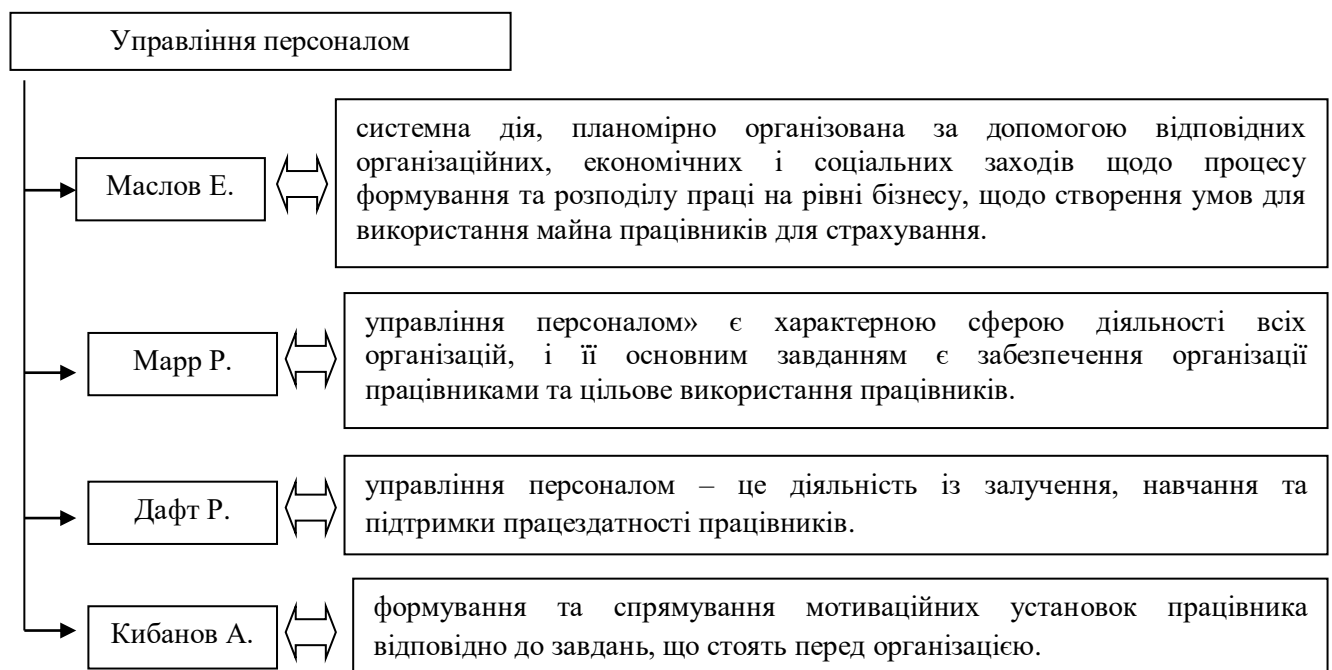 Управління персоналом
Маслов Е.
системна дія, планомірно організована за допомогою відповідних
організаційних, економічних і соціальних заходів щодо процесу
формування та розподілу праці на рівні бізнесу, щодо створення умов для
використання майна працівників для страхування.
Марр Р.
управління персоналом» є характерною сферою діяльності всіх
організацій, і її основним завданням є забезпечення організації
працівниками та цільове використання працівників.
Дафт Р.
управління персоналом – це діяльність із залучення, навчання та
підтримки працездатності працівників.
Кибанов А.
формування та спрямування мотиваційних установок працівника
відповідно до завдань, що стоять перед організацією.